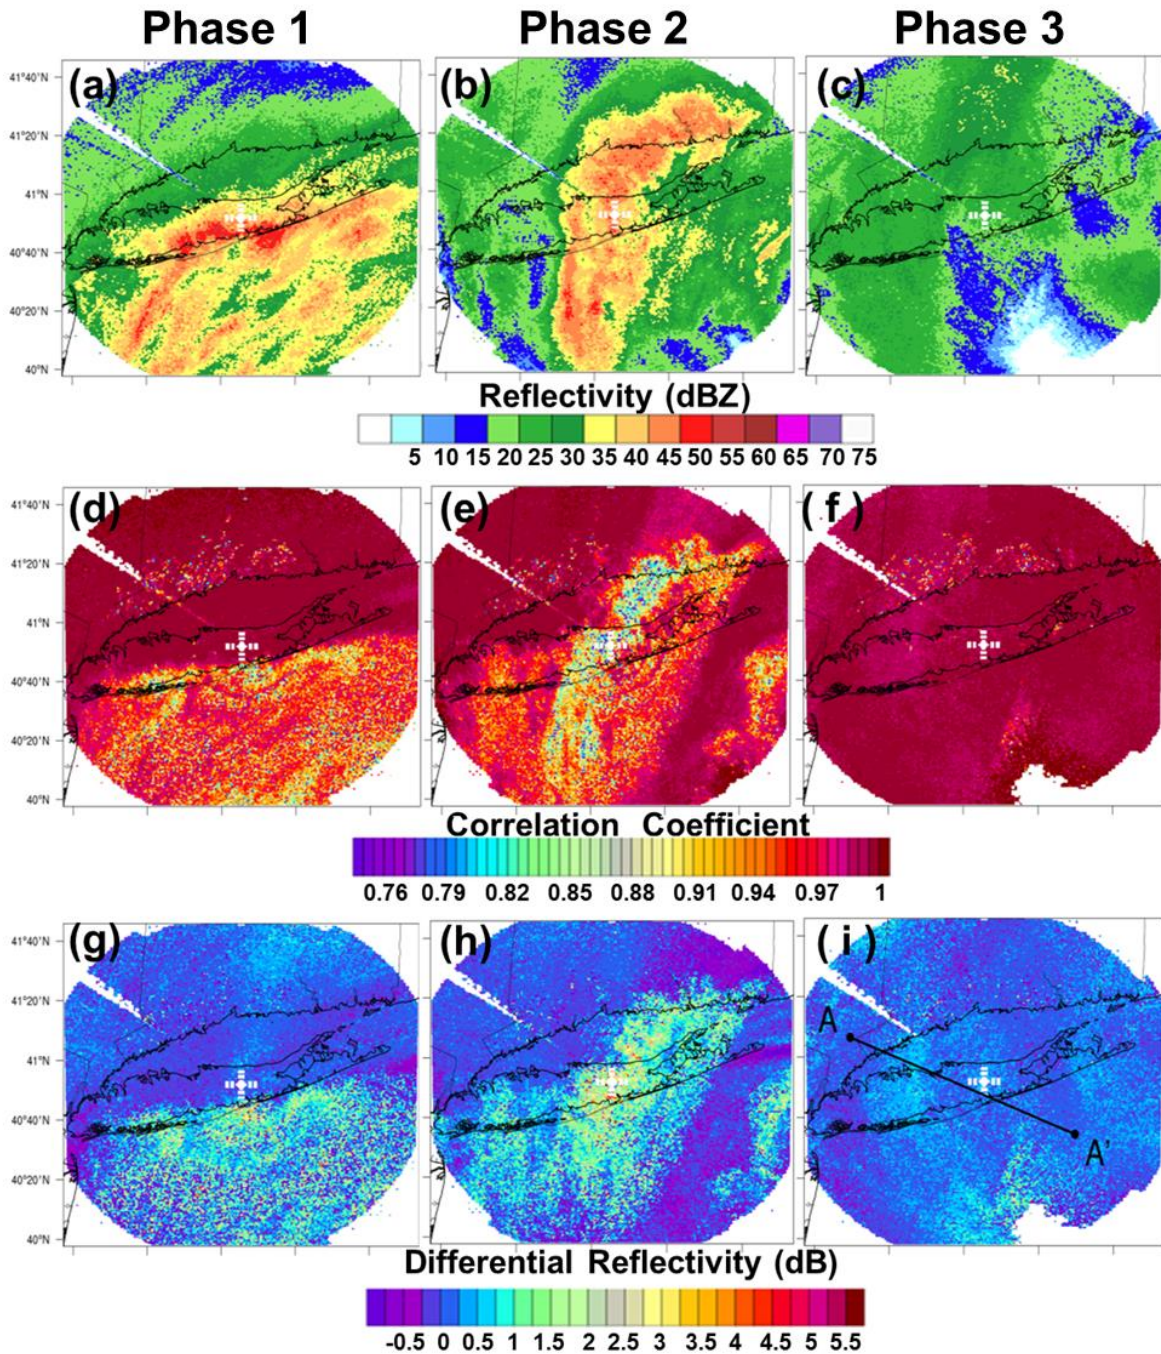 Phase 1 Phase 2 Phase 3
(a) (b) (c)
41°40'N
41°20'N
41°N
40°40'N
40°20'N
40°N
Reflectivity (dBZ)
5 10 15 20 25 30 35 40 45 50 55 60 65 70 75
(d) (e) (f)
41°40'N
41°20'N
41°N
40°40'N
40°20'N
40°N
Correlation Coefficient
0.76 0.79 0.82 0.85 0.88 0.91 0.94 0.97 1
(g) (h) (i)
41°40'N
41°20'N
A
41°N
40°40'N
A'
40°20'N
40°N
Differential Reflectivity (dB)
-0.5 0 0.5 1 1.5 2 2.5 3 3.5 4 4.5 5 5.5